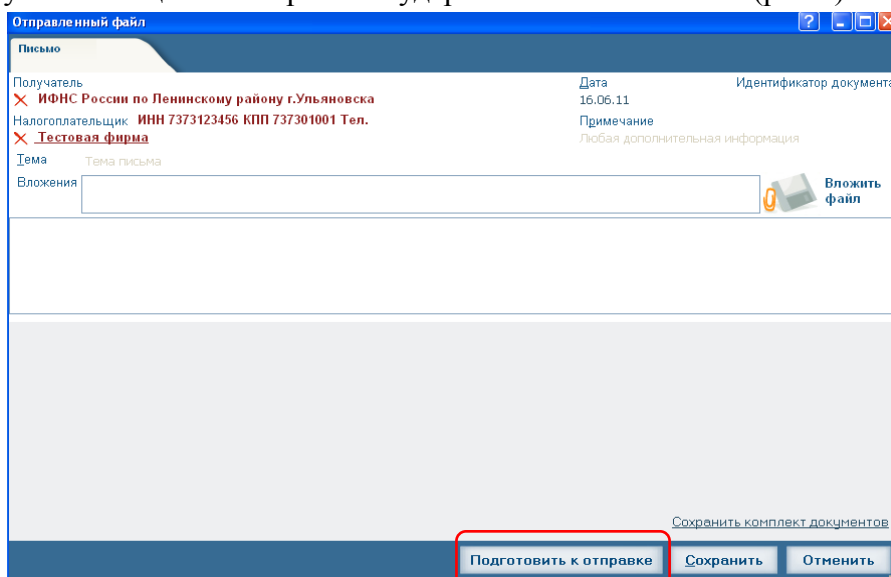 Отправленный файл
Письмо
Получатель
ИФНС России по Ленинскому району г.Ульяновска
Дата
16.06.11
Идентификатор документа
Налогоплательщик ИНН 7373123456 КПП 737301001 Тел.
Тестовая фирма
Примечание
Любая дополнительная информация
Тема Тема письма
Вложения
Вложить
файл
Сохранить комплект документов
Подготовить к отправке Сохранить Отменить